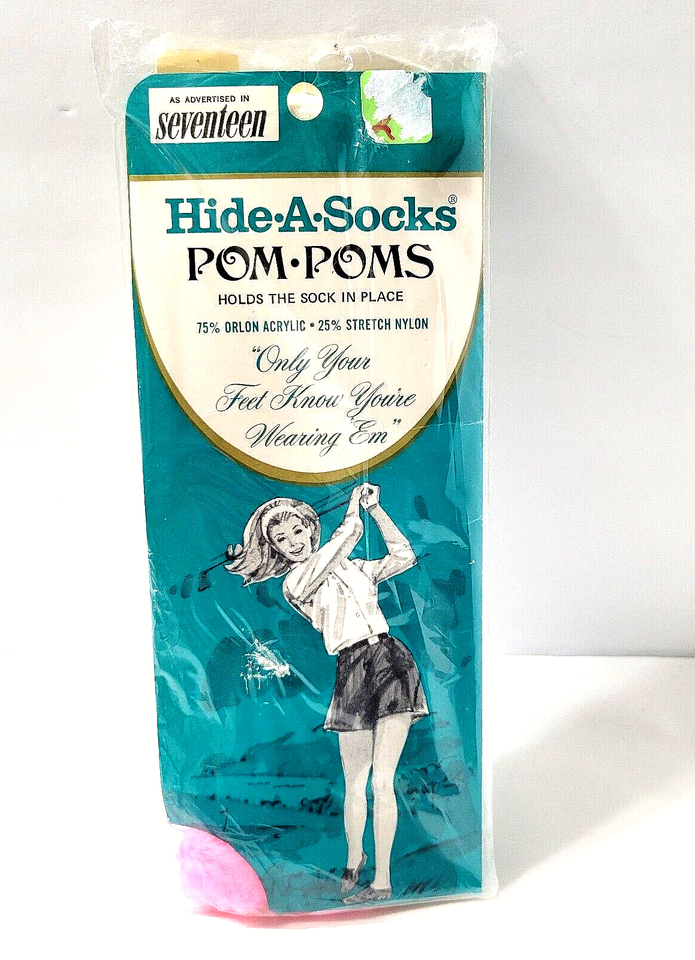 AS ADVERTISED IN
seventeen
Hide·A·Socks®
POM·POMS
HOLDS THE SOCK IN PLACE
75% ORLON ACRYLIC • 25% STRETCH NYLON
"Only Your
Feet Know You're
Wearing 'Em"